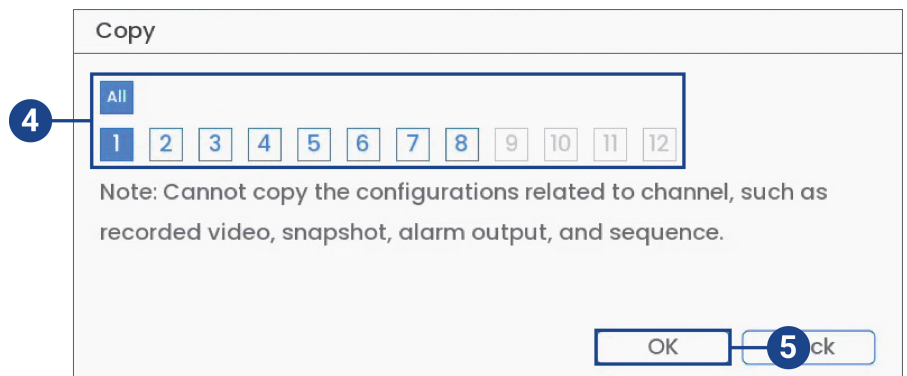 Copy
All
4
1 2 3 4 5 6 7 8 9 10 11 12
Note: Cannot copy the configurations related to channel, such as
recorded video, snapshot, alarm output, and sequence.
OK 5 ck